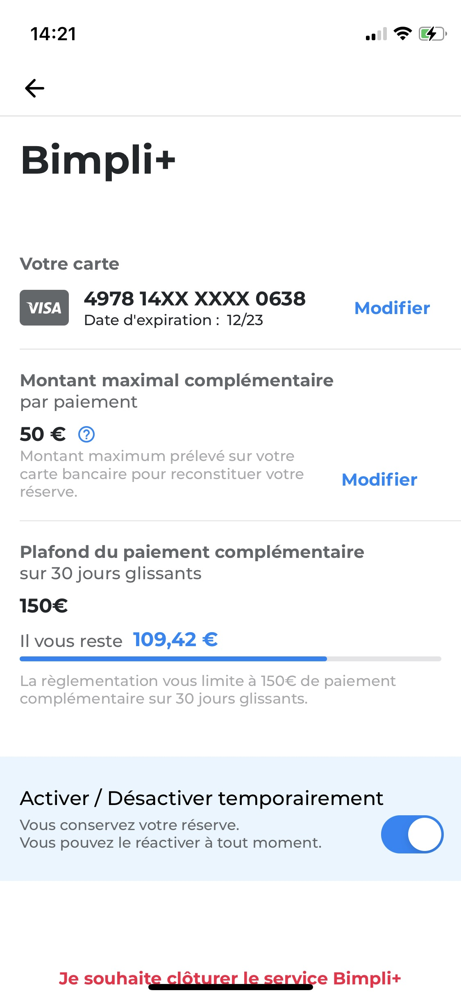 14:21
Bimpli+
Votre carte
VISA
4978 14XX XXXX 0638
Modifier
Date d'expiration : 12/23
Montant maximal complémentaire
par paiement
50 € ?
Montant maximum prélevé sur votre
carte bancaire pour reconstituer votre
réserve.
Modifier
Plafond du paiement complémentaire
sur 30 jours glissants
150€
Il vous reste 109,42 €
La règlementation vous limite à 150€ de paiement
complémentaire sur 30 jours glissants.
Activer / Désactiver temporairement
Vous conservez votre réserve.
Vous pouvez le réactiver à tout moment.
Je souhaite clôturer le service Bimpli+